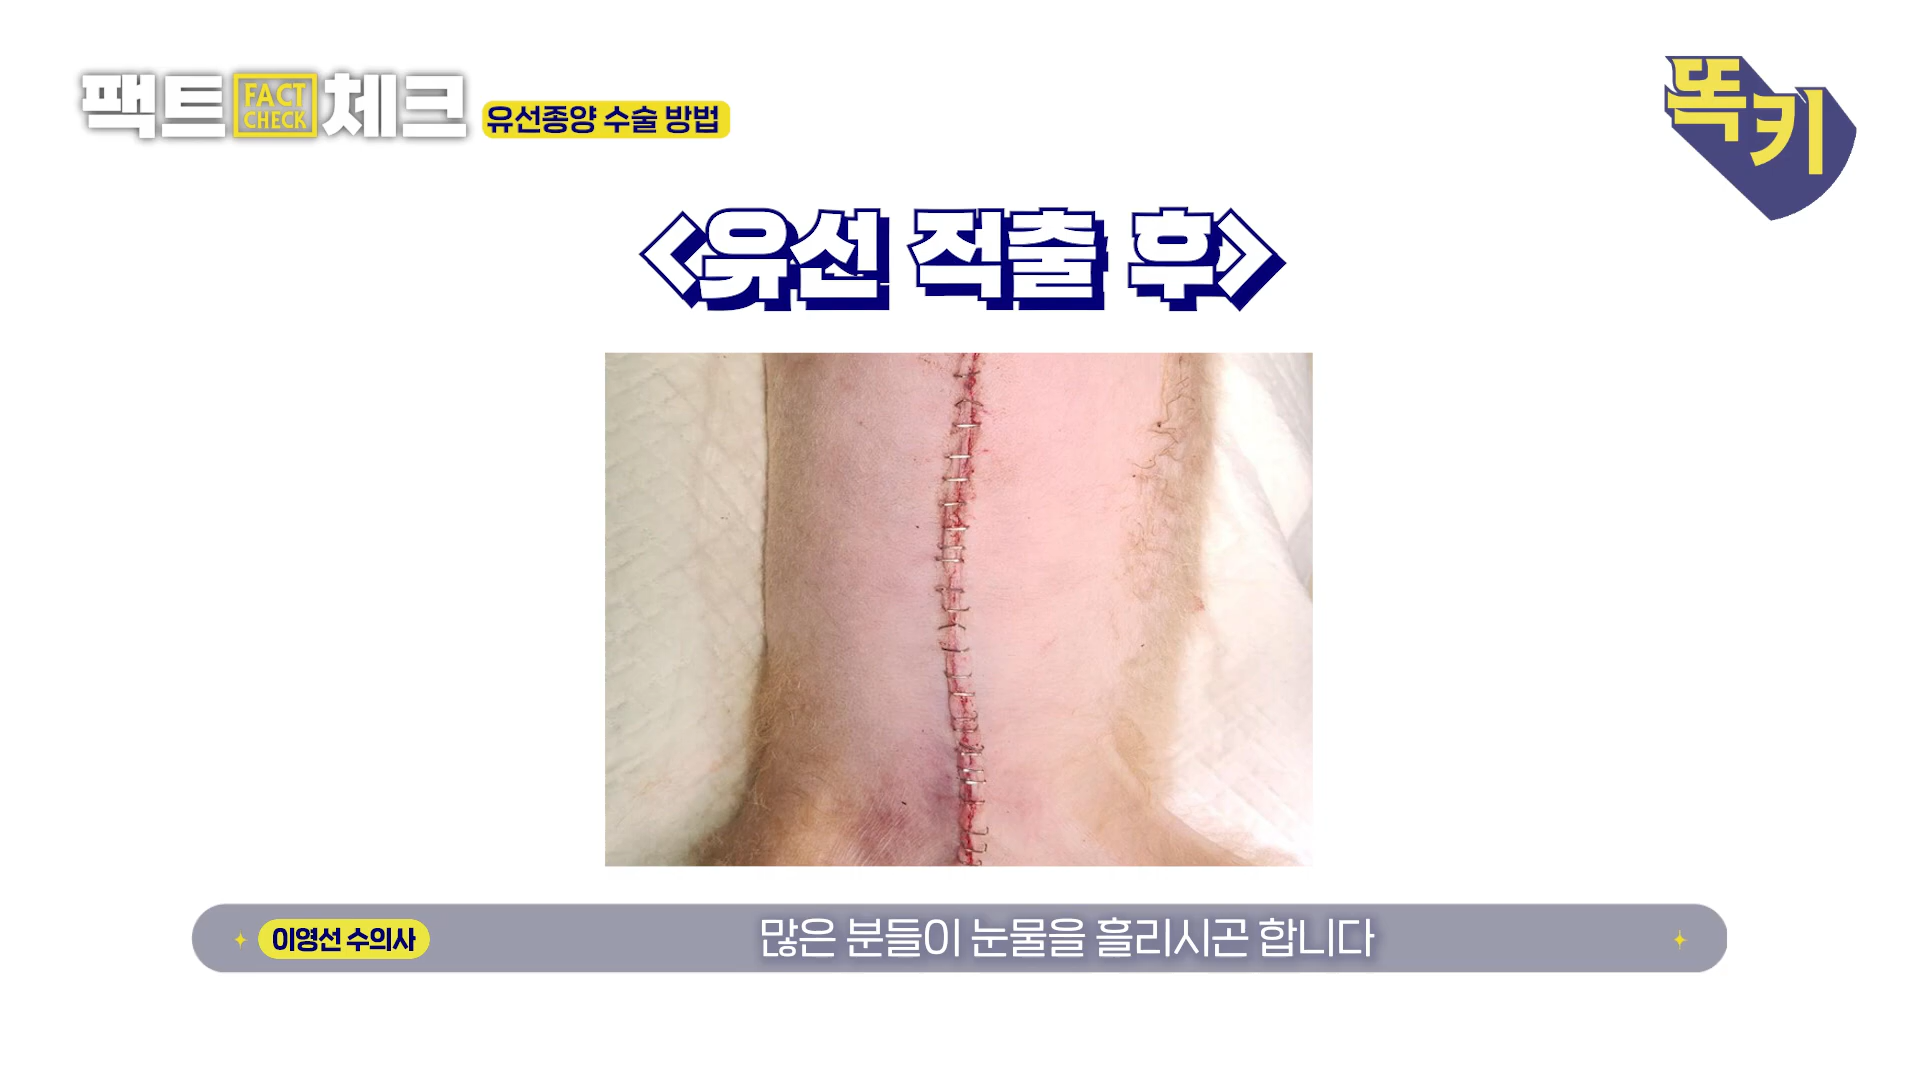 팩트 FACT CHECK 체크
유선종양 수술 방법
똑키
<유선 적출 후>
이영선 수의사
많은 분들이 눈물을 흘리시곤 합니다